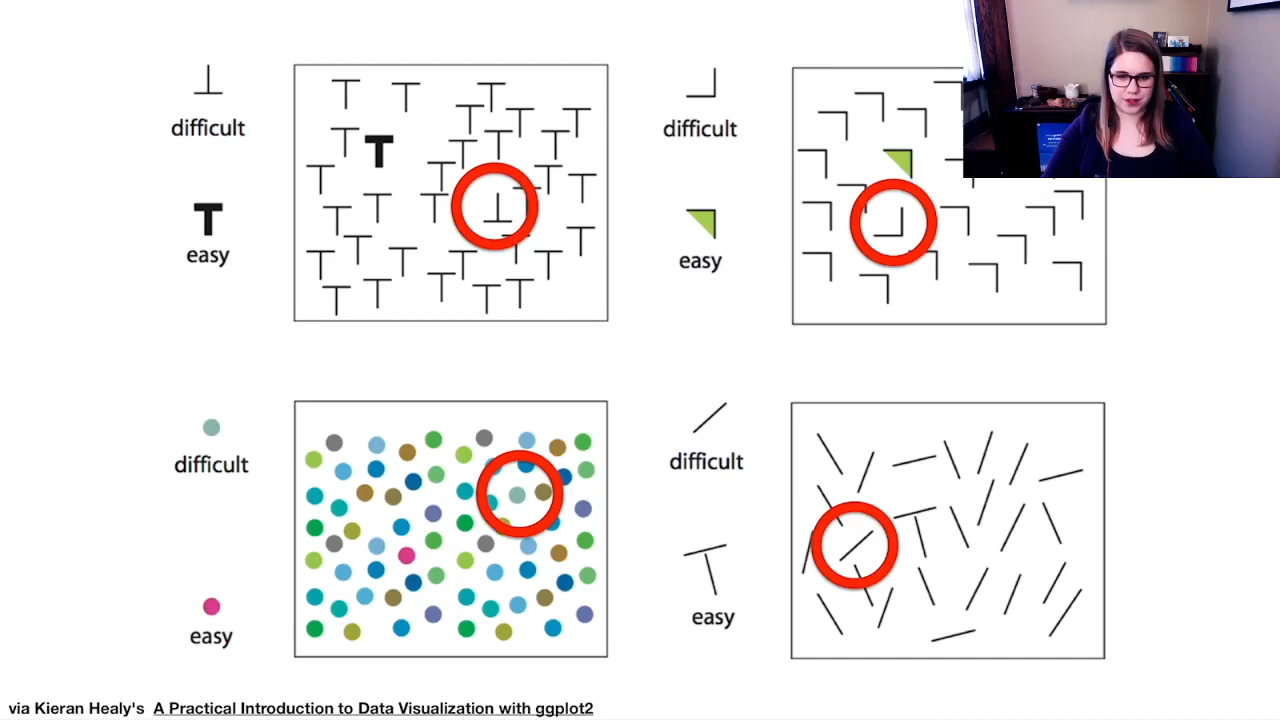 difficult
easy
difficult
easy
difficult
easy
difficult
easy
via Kieran Healy's A Practical Introduction to Data Visualization with ggplot2